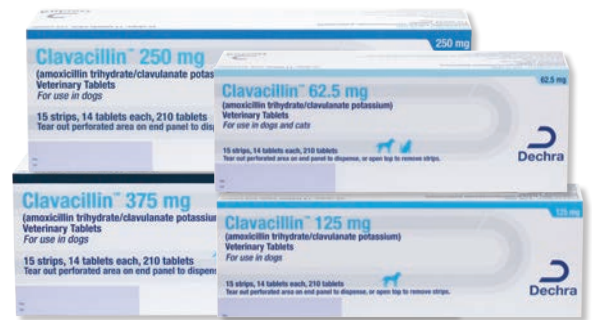 Clavacillin™ 250 mg
250 mg
(amoxicillin trihydrate/clavulanate potas
Veterinary Tablets
For use in dogs
15 strips, 14 tablets each, 210 tablets
Tear out perforated area on end panel to disp
Clavacillin™ 62.5 mg
62.5 mg
(amoxicillin trihydrate/clavulanate potassium)
Veterinary Tablets
For use in dogs and cats
15 strips, 14 tablets each, 210 tablets
Tear out perforated area on end panel to dispense, or open top to remove strips.
Dechra
Clavacillin™ 375 mg
(amoxicillin trihydrate/clavulanate potassiu
Veterinary Tablets
For use in dogs
15 strips, 14 tablets each, 210 tablets
Tear out perforated area on end panel to dispen
Clavacillin™ 125 mg
125 mg
(amoxicillin trihydrate/clavulanate potassium)
Veterinary Tablets
For use in dogs
15 strips, 14 tablets each, 210 tablets
Tear out perforated area on end panel to dispense, or open top to remove strips.
Dechra